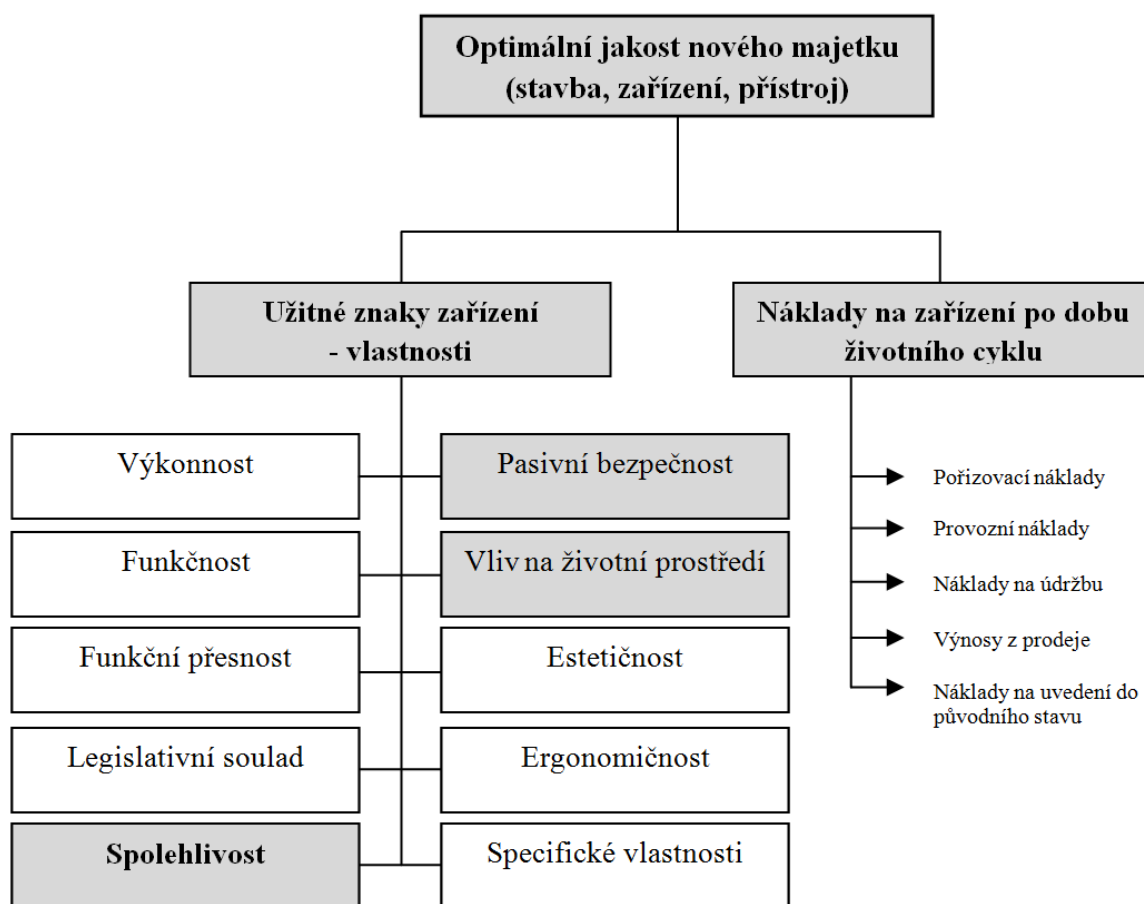 Optimální jakost nového majetku
(stavba, zařízení, přístroj)
Užitné znaky zařízení
- vlastnosti
Náklady na zařízení po dobu
životního cyklu
Výkonnost
Pasivní bezpečnost
Funkčnost
Vliv na životní prostředí
Funkční přesnost
Estetičnost
Legislativní soulad
Ergonomičnost
Spolehlivost
Specifické vlastnosti
Pořizovací náklady
Provozní náklady
Náklady na údržbu
Výnosy z prodeje
Náklady na uvedení do
původního stavu